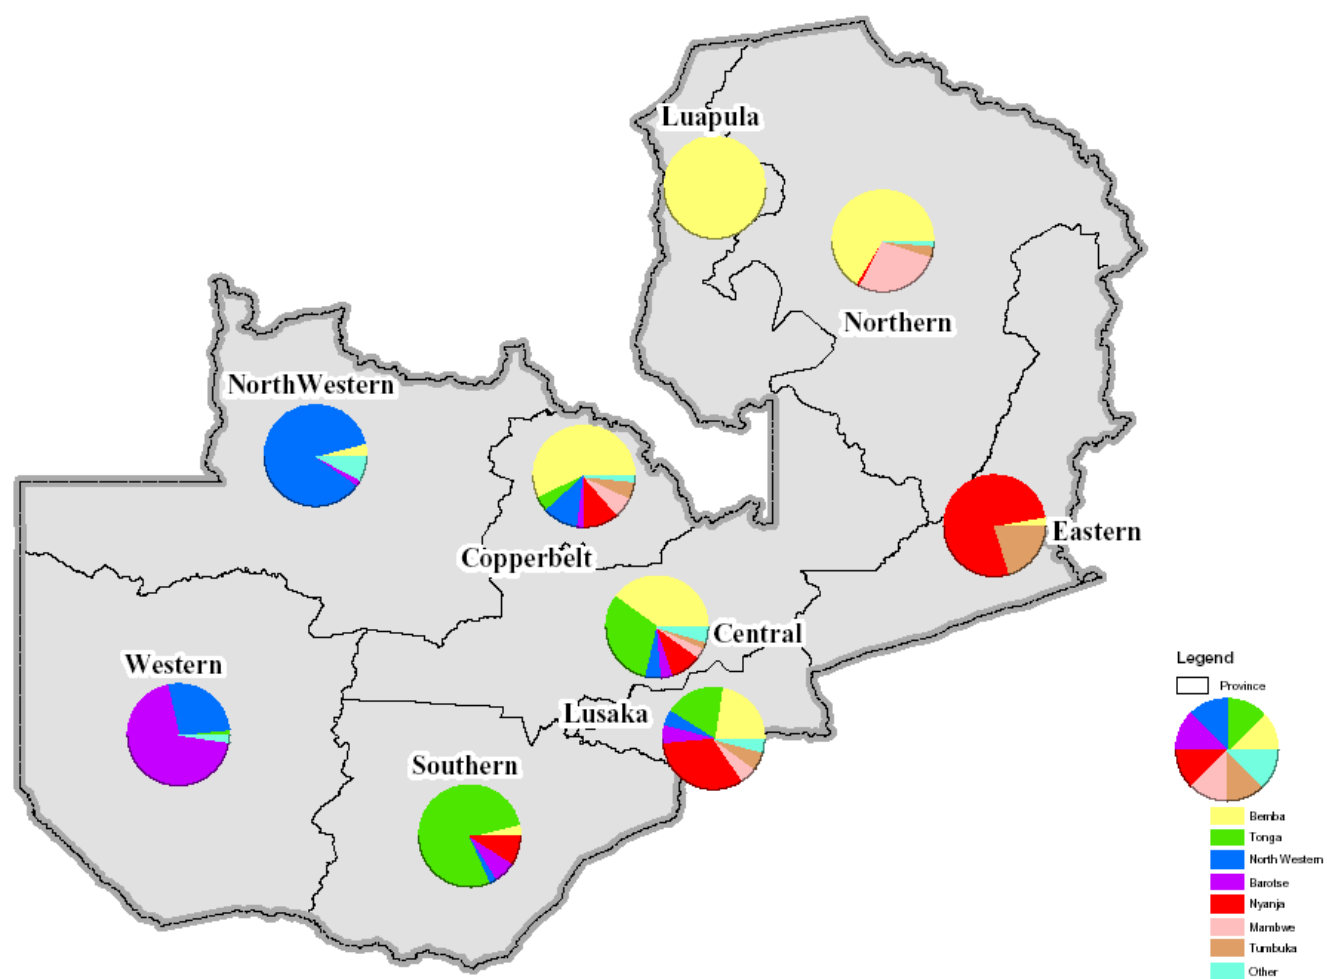 Luapula
Northern
NorthWestern
Copperbelt
Eastern
Central
Western
Lusaka
Southern
Legend
Province
Bemba
Tonga
North Western
Barotse
Nyanja
Mambwe
Tumbuka
Other